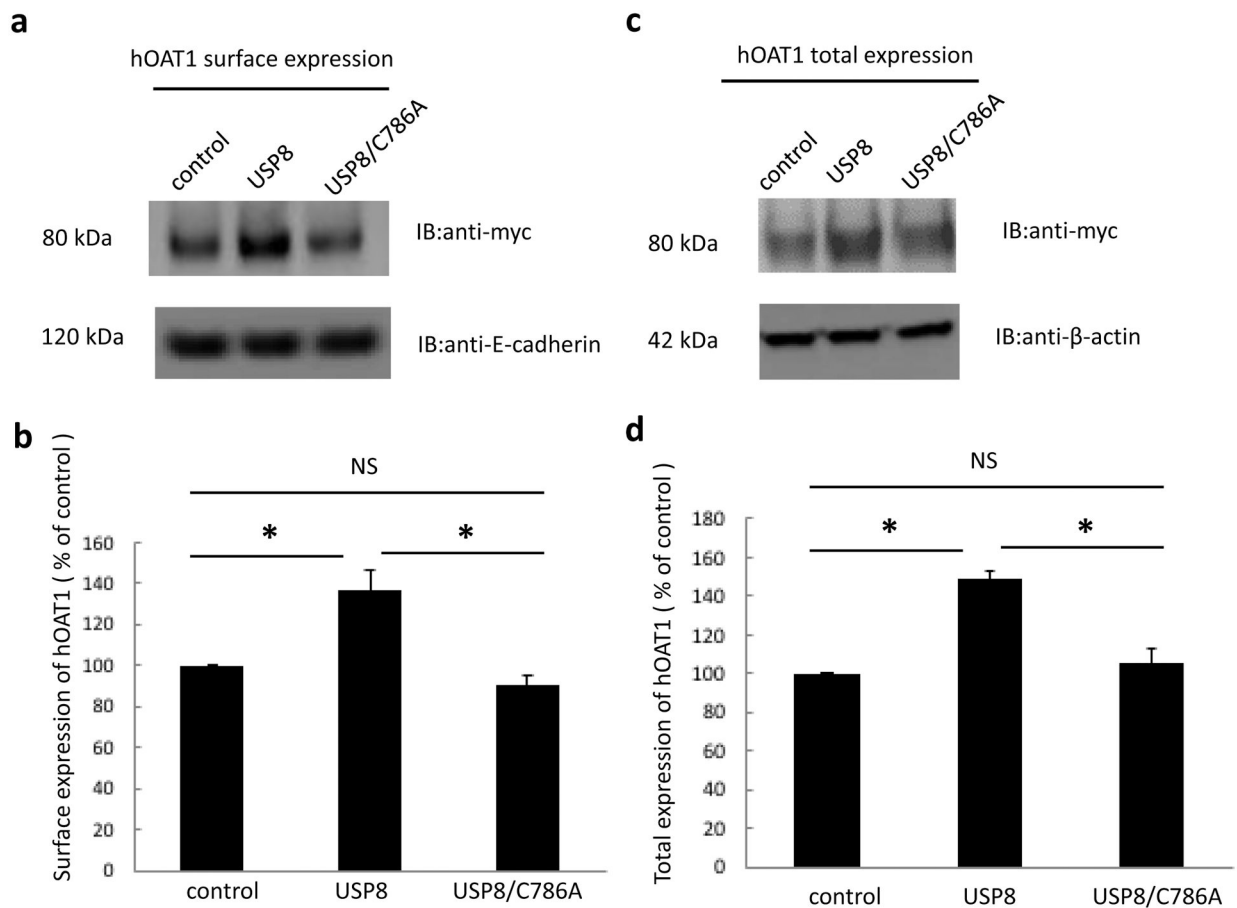 a
hOAT1 surface expression
control
USP8
USP8/C786A
80 kDa
IB:anti-myc
120 kDa
IB:anti-E-cadherin
b
Surface expression of hOAT1 ( % of control )
NS
*
*
160
140
120
100
80
60
40
20
0
control
USP8
USP8/C786A
c
hOAT1 total expression
control
USP8
USP8/C786A
80 kDa
IB:anti-myc
42 kDa
IB:anti-β-actin
d
Total expression of hOAT1 ( % of control )
NS
*
*
180
160
140
120
100
80
60
40
20
0
control
USP8
USP8/C786A